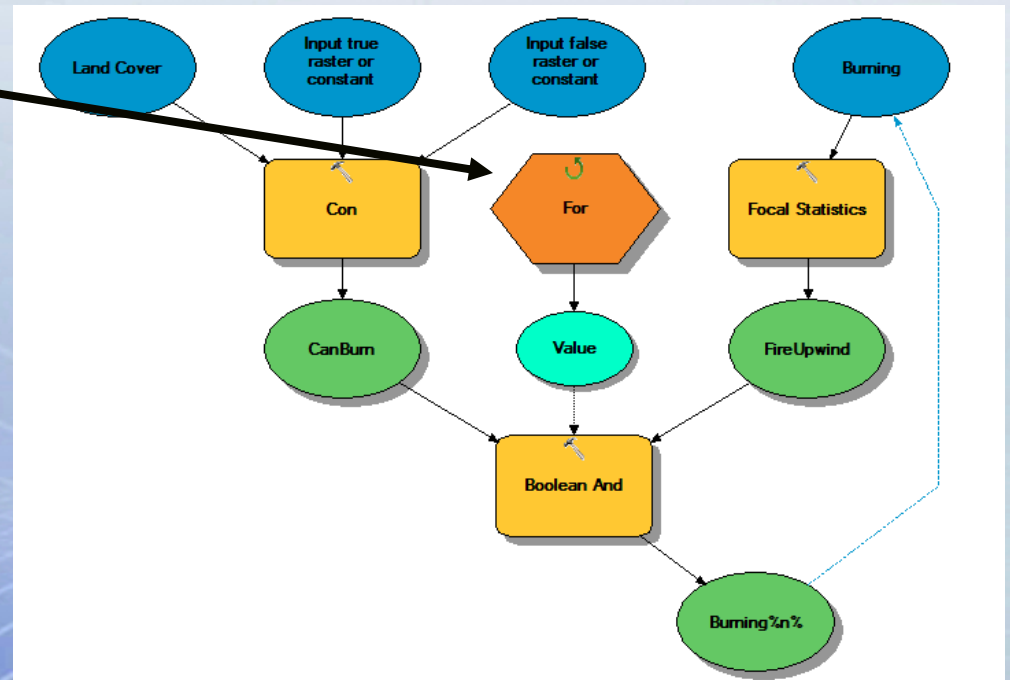 Land Cover
Input true
raster or
constant
Input false
raster or
constant
Burning
Con
For
Focal Statistics
CanBurn
Value
FireUpwind
Boolean And
Burning%n%